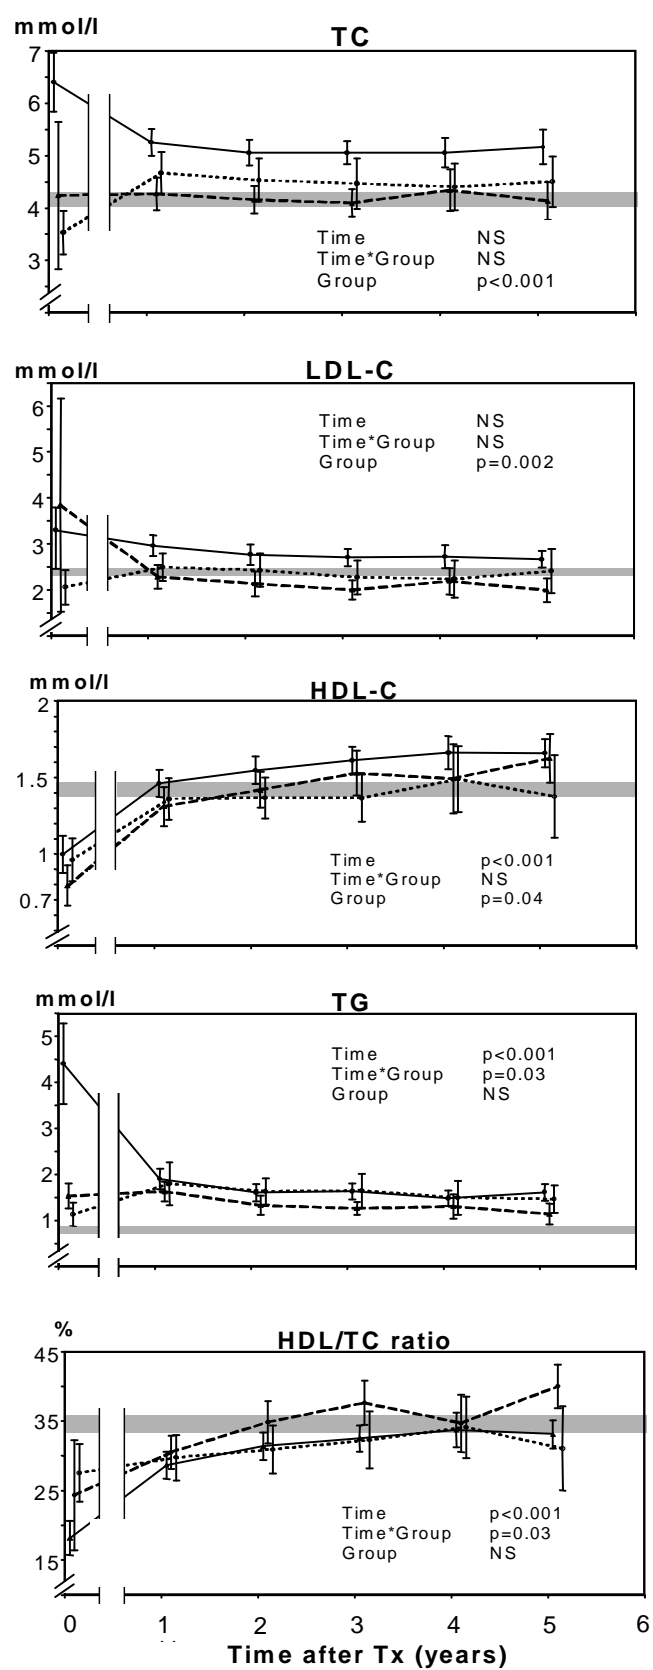 mmol/l
TC
7
6
5
4
3
Time NS
Time*Group NS
Group p<0.001
mmol/l
LDL-C
6
5
4
3
2
Time NS
Time*Group NS
Group p=0.002
mmol/l
HDL-C
2
1.5
1
0.7
Time p<0.001
Time*Group NS
Group p=0.04
mmol/l
TG
5
4
3
2
1
Time p<0.001
Time*Group p=0.03
Group NS
%
HDL/TC ratio
45
35
25
15
Time p<0.001
Time*Group p=0.03
Group NS
0 1 2 3 4 5 6
Time after Tx (years)